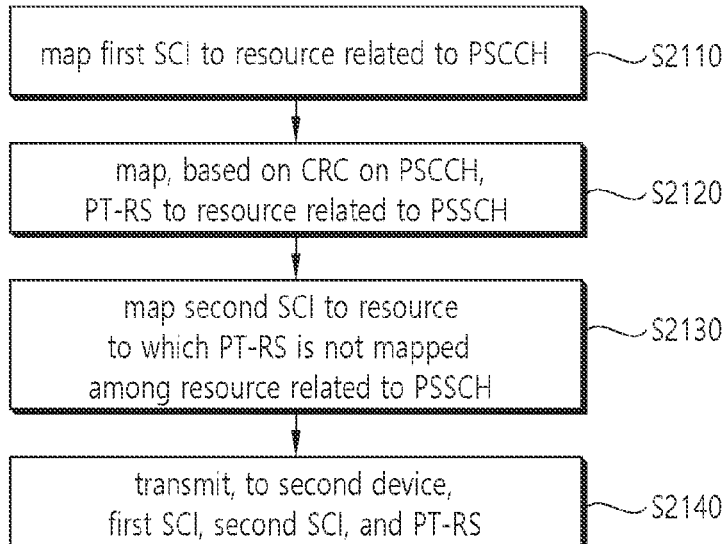 map first SCI to resource related to PSCCH
S2110
map, based on CRC on PSCCH,
PT-RS to resource related to PSSCH
S2120
map second SCI to resource
to which PT-RS is not mapped
among resource related to PSSCH
S2130
transmit, to second device,
first SCI, second SCI, and PT-RS
S2140